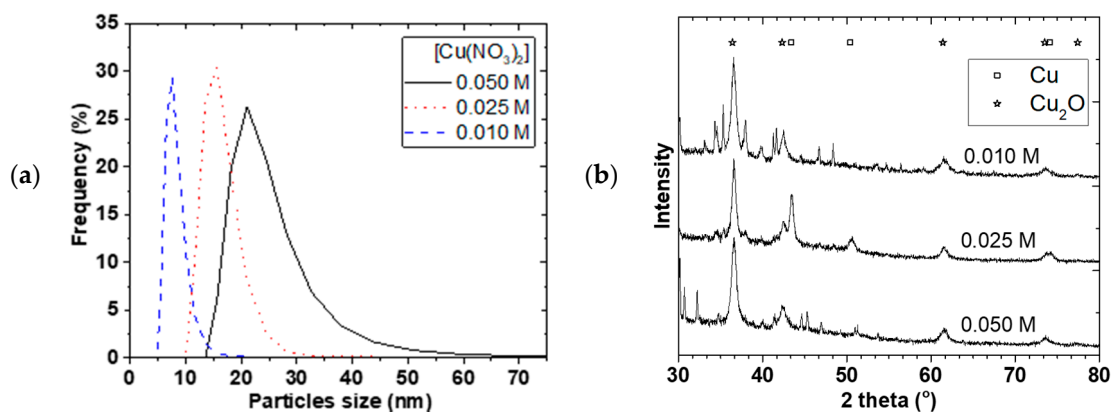 (a)
Frequency (%)
35
30
25
20
15
10
5
0
[Cu(NO₃)₂]
0.050 M
0.025 M
0.010 M
0 10 20 30 40 50 60 70
Particles size (nm)
(b)
Intensity
Cu
Cu₂O
0.010 M
0.025 M
0.050 M
30 40 50 60 70 80
2 theta (°)